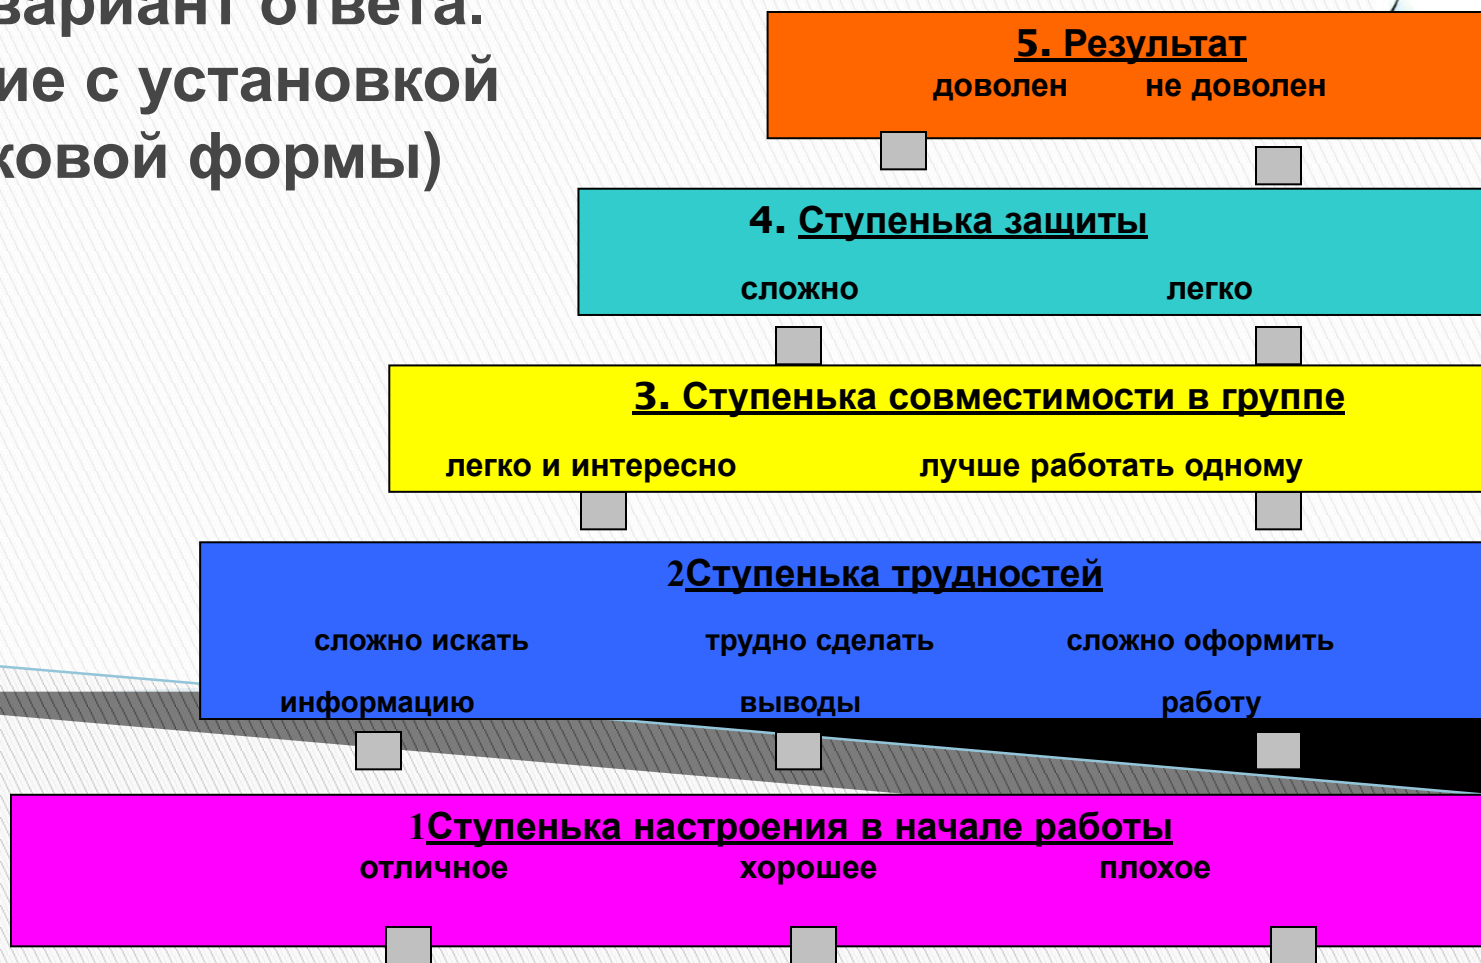 вариант ответа.
ие с установкой
ковой формы)
5. Результат
доволен не доволен
4. Ступенька защиты
сложно легко
3. Ступенька совместимости в группе
легко и интересно лучше работать одному
2Ступенька трудностей
сложно искать трудно сделать сложно оформить
информацию выводы работу
1Ступенька настроения в начале работы
отличное хорошее плохое